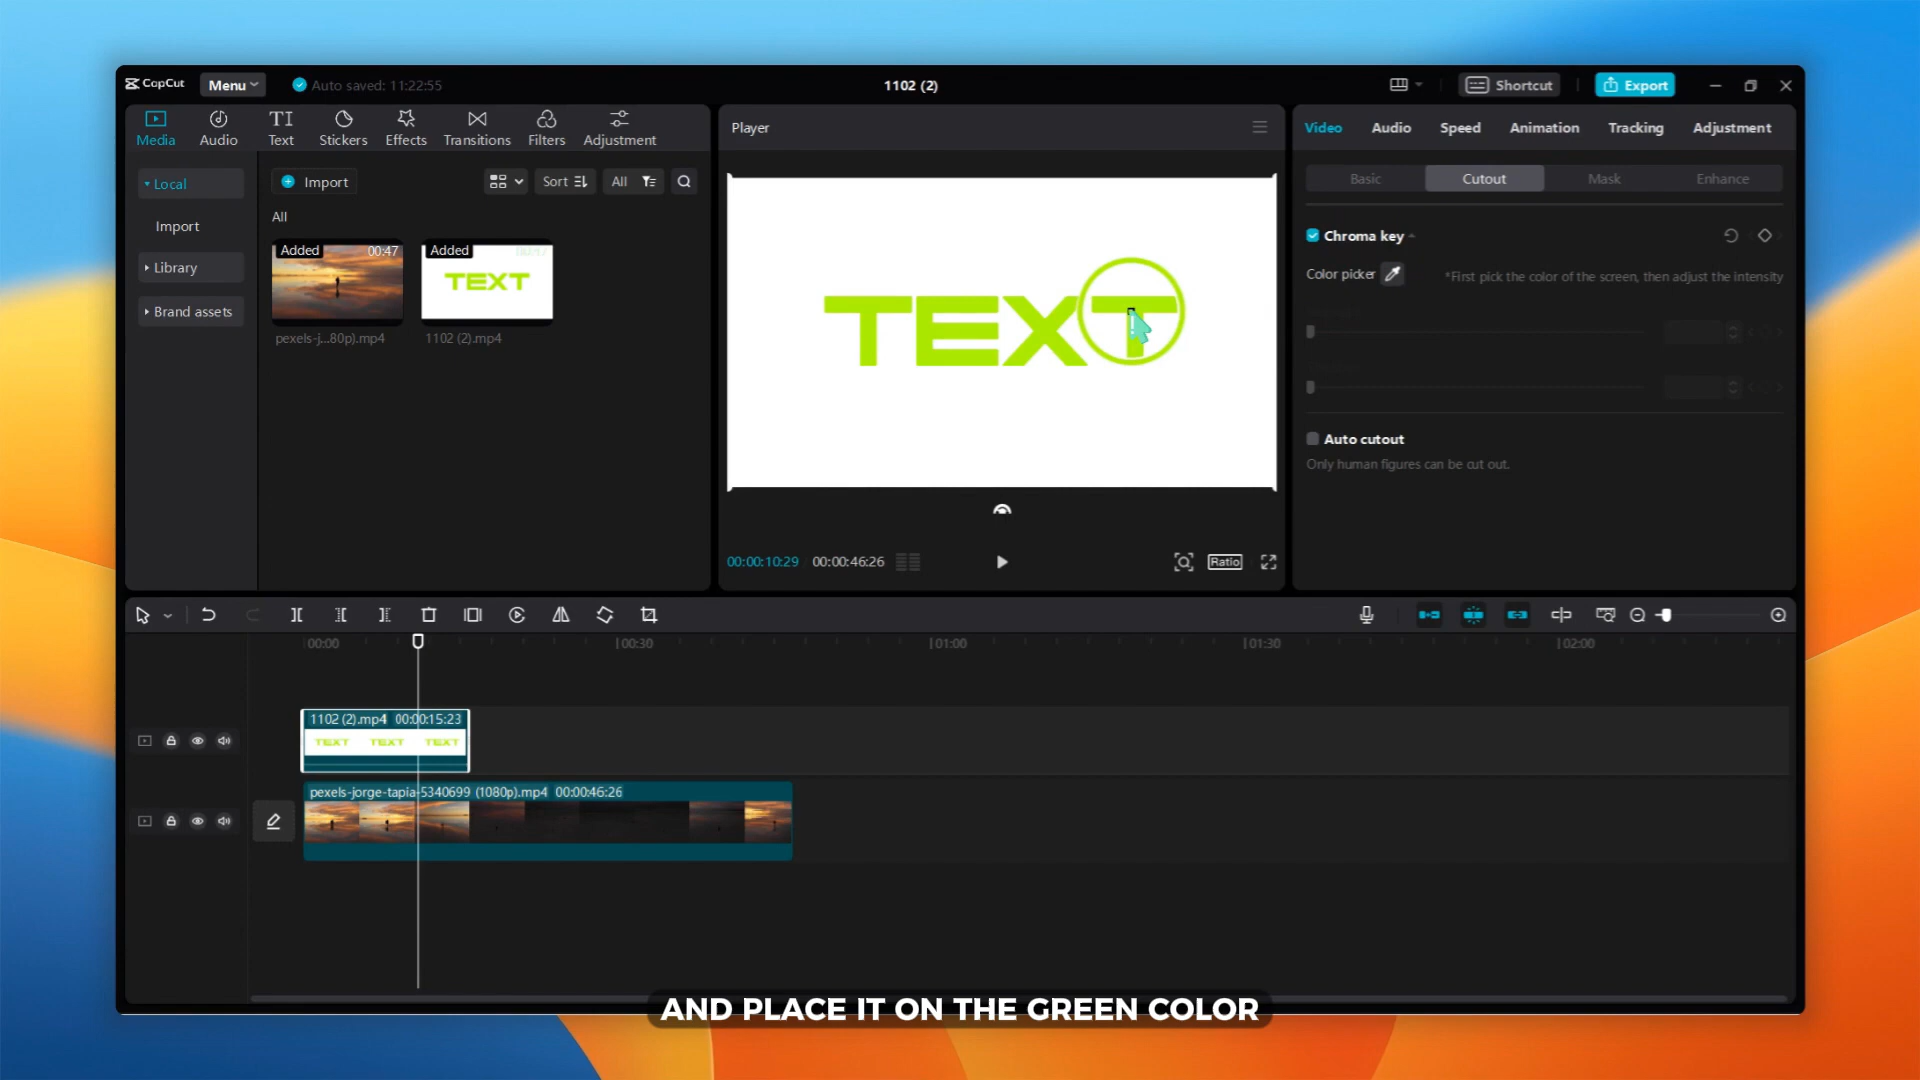 CapCut
Menu
Auto saved: 11:22:55
1102 (2)
Shortcut
Export
Media
Audio
Text
Stickers
Effects
Transitions
Filters
Adjustment
Local
Import
Library
Brand assets
Import
Sort
All
All
Added
00:47
pexels-j...80p).mp4
Added
TEXT
1102 (2).mp4
Player
TEXT
00:00:10:29
00:00:46:26
Ratio
Video
Audio
Speed
Animation
Tracking
Adjustment
Basic
Cutout
Mask
Enhance
Chroma key
Color picker
*First pick the color of the screen, then adjust the intensity
Auto cutout
Only human figures can be cut out.
00:00
00:30
01:00
01:30
02:00
1102 (2).mp4 00:00:15:23
TEXT TEXT TEXT
pexels-jorge-tapia-5340699 (1080p).mp4 00:00:46:26
AND PLACE IT ON THE GREEN COLOR